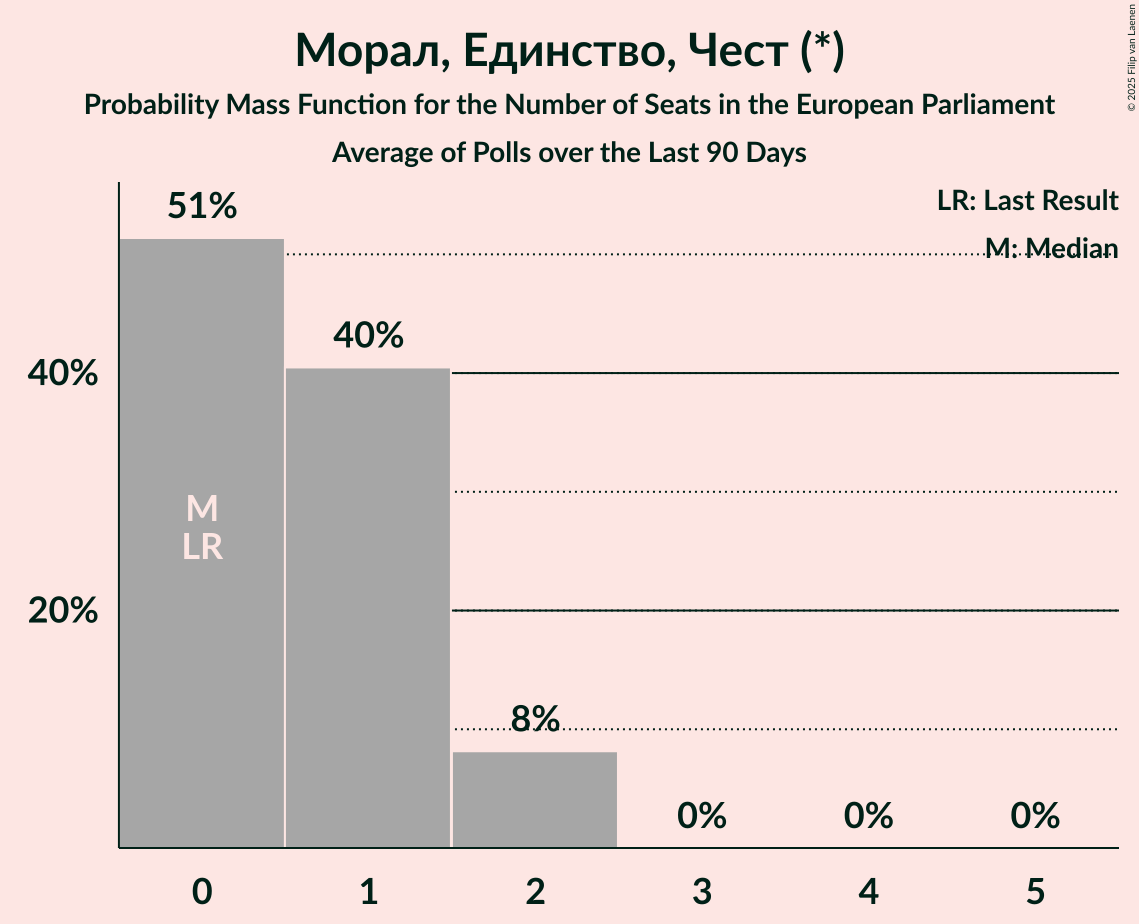 Морал, Единство, Чест (*)
Probability Mass Function for the Number of Seats in the European Parliament
Average of Polls over the Last 90 Days
© 2025 Filip van Laenen
LR: Last Result
M: Median
51%
40%
40%
M
LR
20%
8%
0% 0% 0%
0 1 2 3 4 5